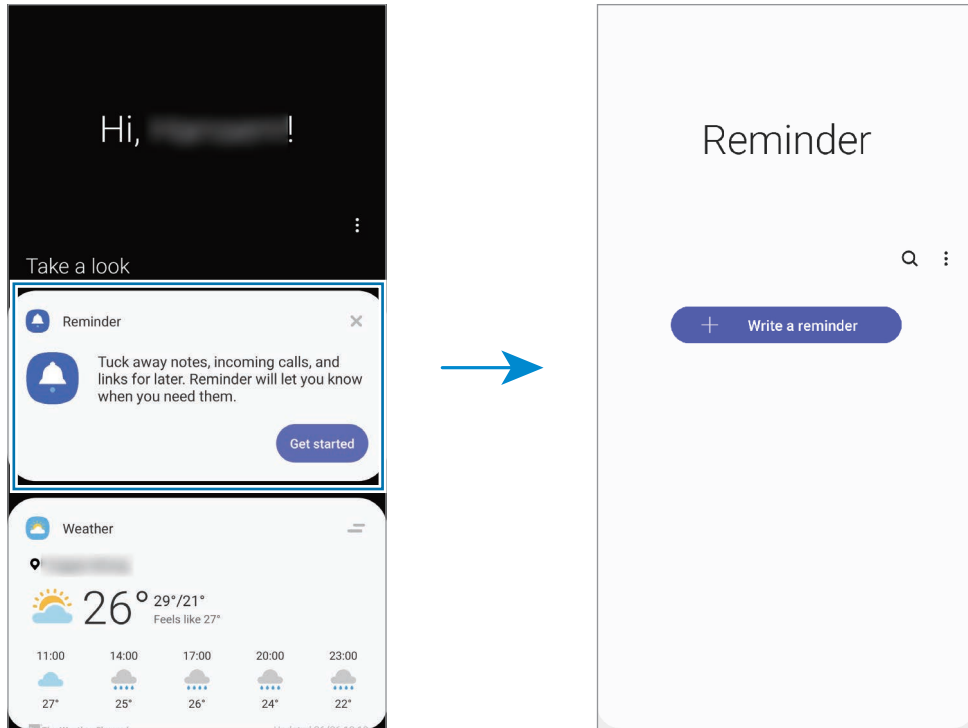 Hi, !
Take a look
Reminder
Tuck away notes, incoming calls, and
links for later. Reminder will let you know
when you need them.
Get started
Weather
26° 29°/21°
Feels like 27°
11:00 14:00 17:00 20:00 23:00
27° 25° 26° 24° 22°
Reminder
Write a reminder